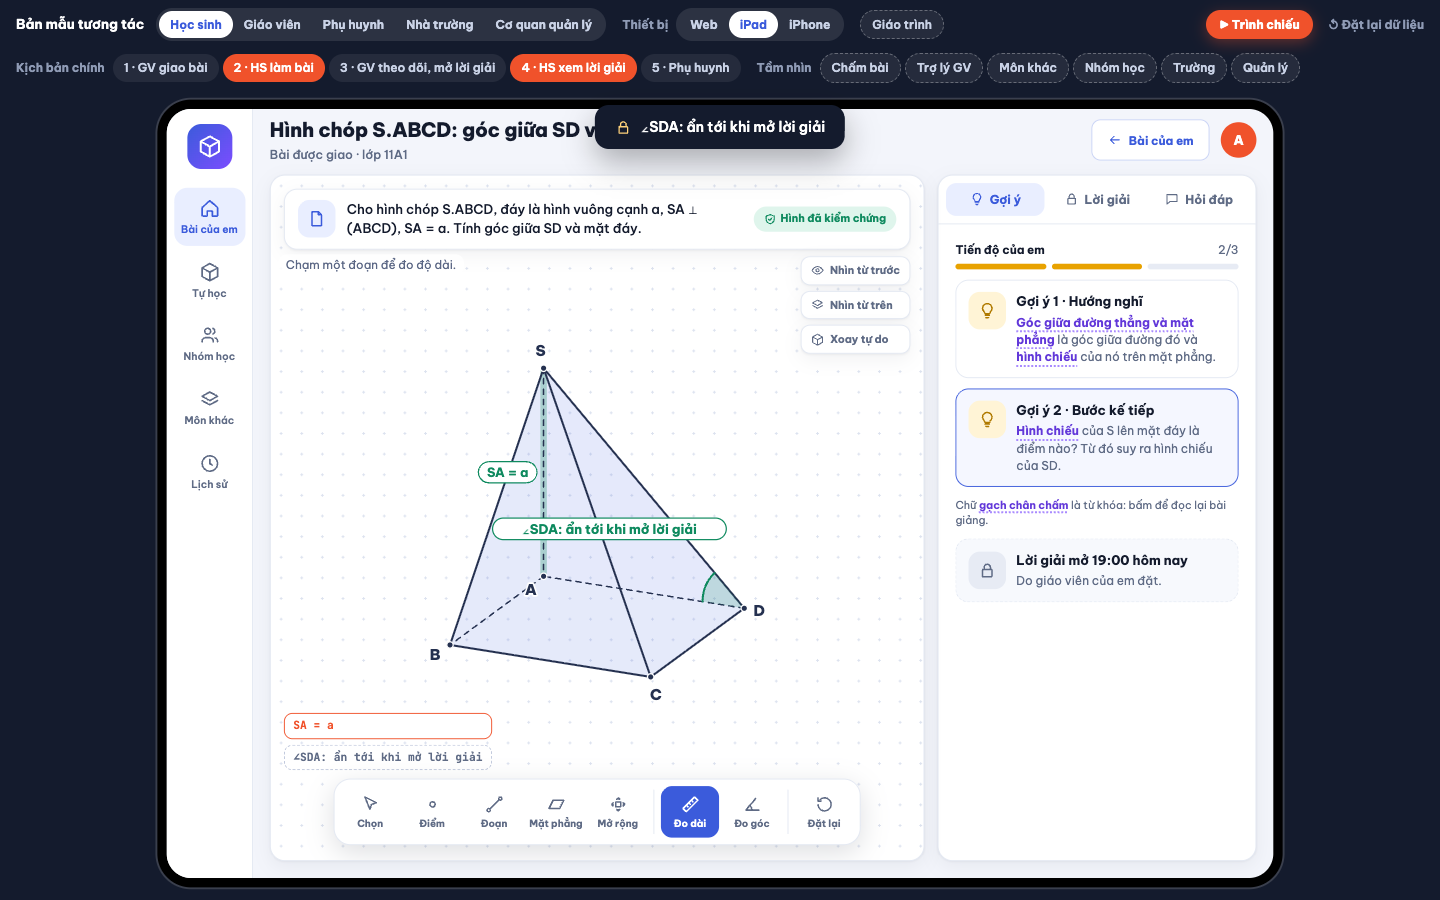 Bản mẫu tương tác
Học sinh
Giáo viên
Phụ huynh
Nhà trường
Cơ quan quản lý
Thiết bị
Web
iPad
iPhone
Giáo trình
Trình chiếu
Đặt lại dữ liệu
Kịch bản chính
1 · GV giao bài
2 · HS làm bài
3 · GV theo dõi, mở lời giải
4 · HS xem lời giải
5 · Phụ huynh
Tầm nhìn
Chấm bài
Trợ lý GV
Môn khác
Nhóm học
Trường
Quản lý
Hình chóp S.ABCD: góc giữa SD v
∠SDA: ẩn tới khi mở lời giải
Bài được giao · lớp 11A1
Bài của em
A
Bài của em
Tự học
Nhóm học
Môn khác
Lịch sử
Cho hình chóp S.ABCD, đáy là hình vuông cạnh a, SA ⊥
(ABCD), SA = a. Tính góc giữa SD và mặt đáy.
Hình đã kiểm chứng
Chạm một đoạn để đo độ dài.
Nhìn từ trước
Nhìn từ trên
Xoay tự do
S
SA = a
∠SDA: ẩn tới khi mở lời giải
A
D
B
C
SA = a
∠SDA: ẩn tới khi mở lời giải
Chọn
Điểm
Đoạn
Mặt phẳng
Mở rộng
Đo dài
Đo góc
Đặt lại
Gợi ý
Lời giải
Hỏi đáp
Tiến độ của em
2/3
Gợi ý 1 · Hướng nghĩ
Góc giữa đường thẳng và mặt
phẳng là góc giữa đường đó và
hình chiếu của nó trên mặt phẳng.
Gợi ý 2 · Bước kế tiếp
Hình chiếu của S lên mặt đáy là
điểm nào? Từ đó suy ra hình chiếu
của SD.
Chữ gạch chân chấm là từ khóa: bấm để đọc lại bài
giảng.
Lời giải mở 19:00 hôm nay
Do giáo viên của em đặt.